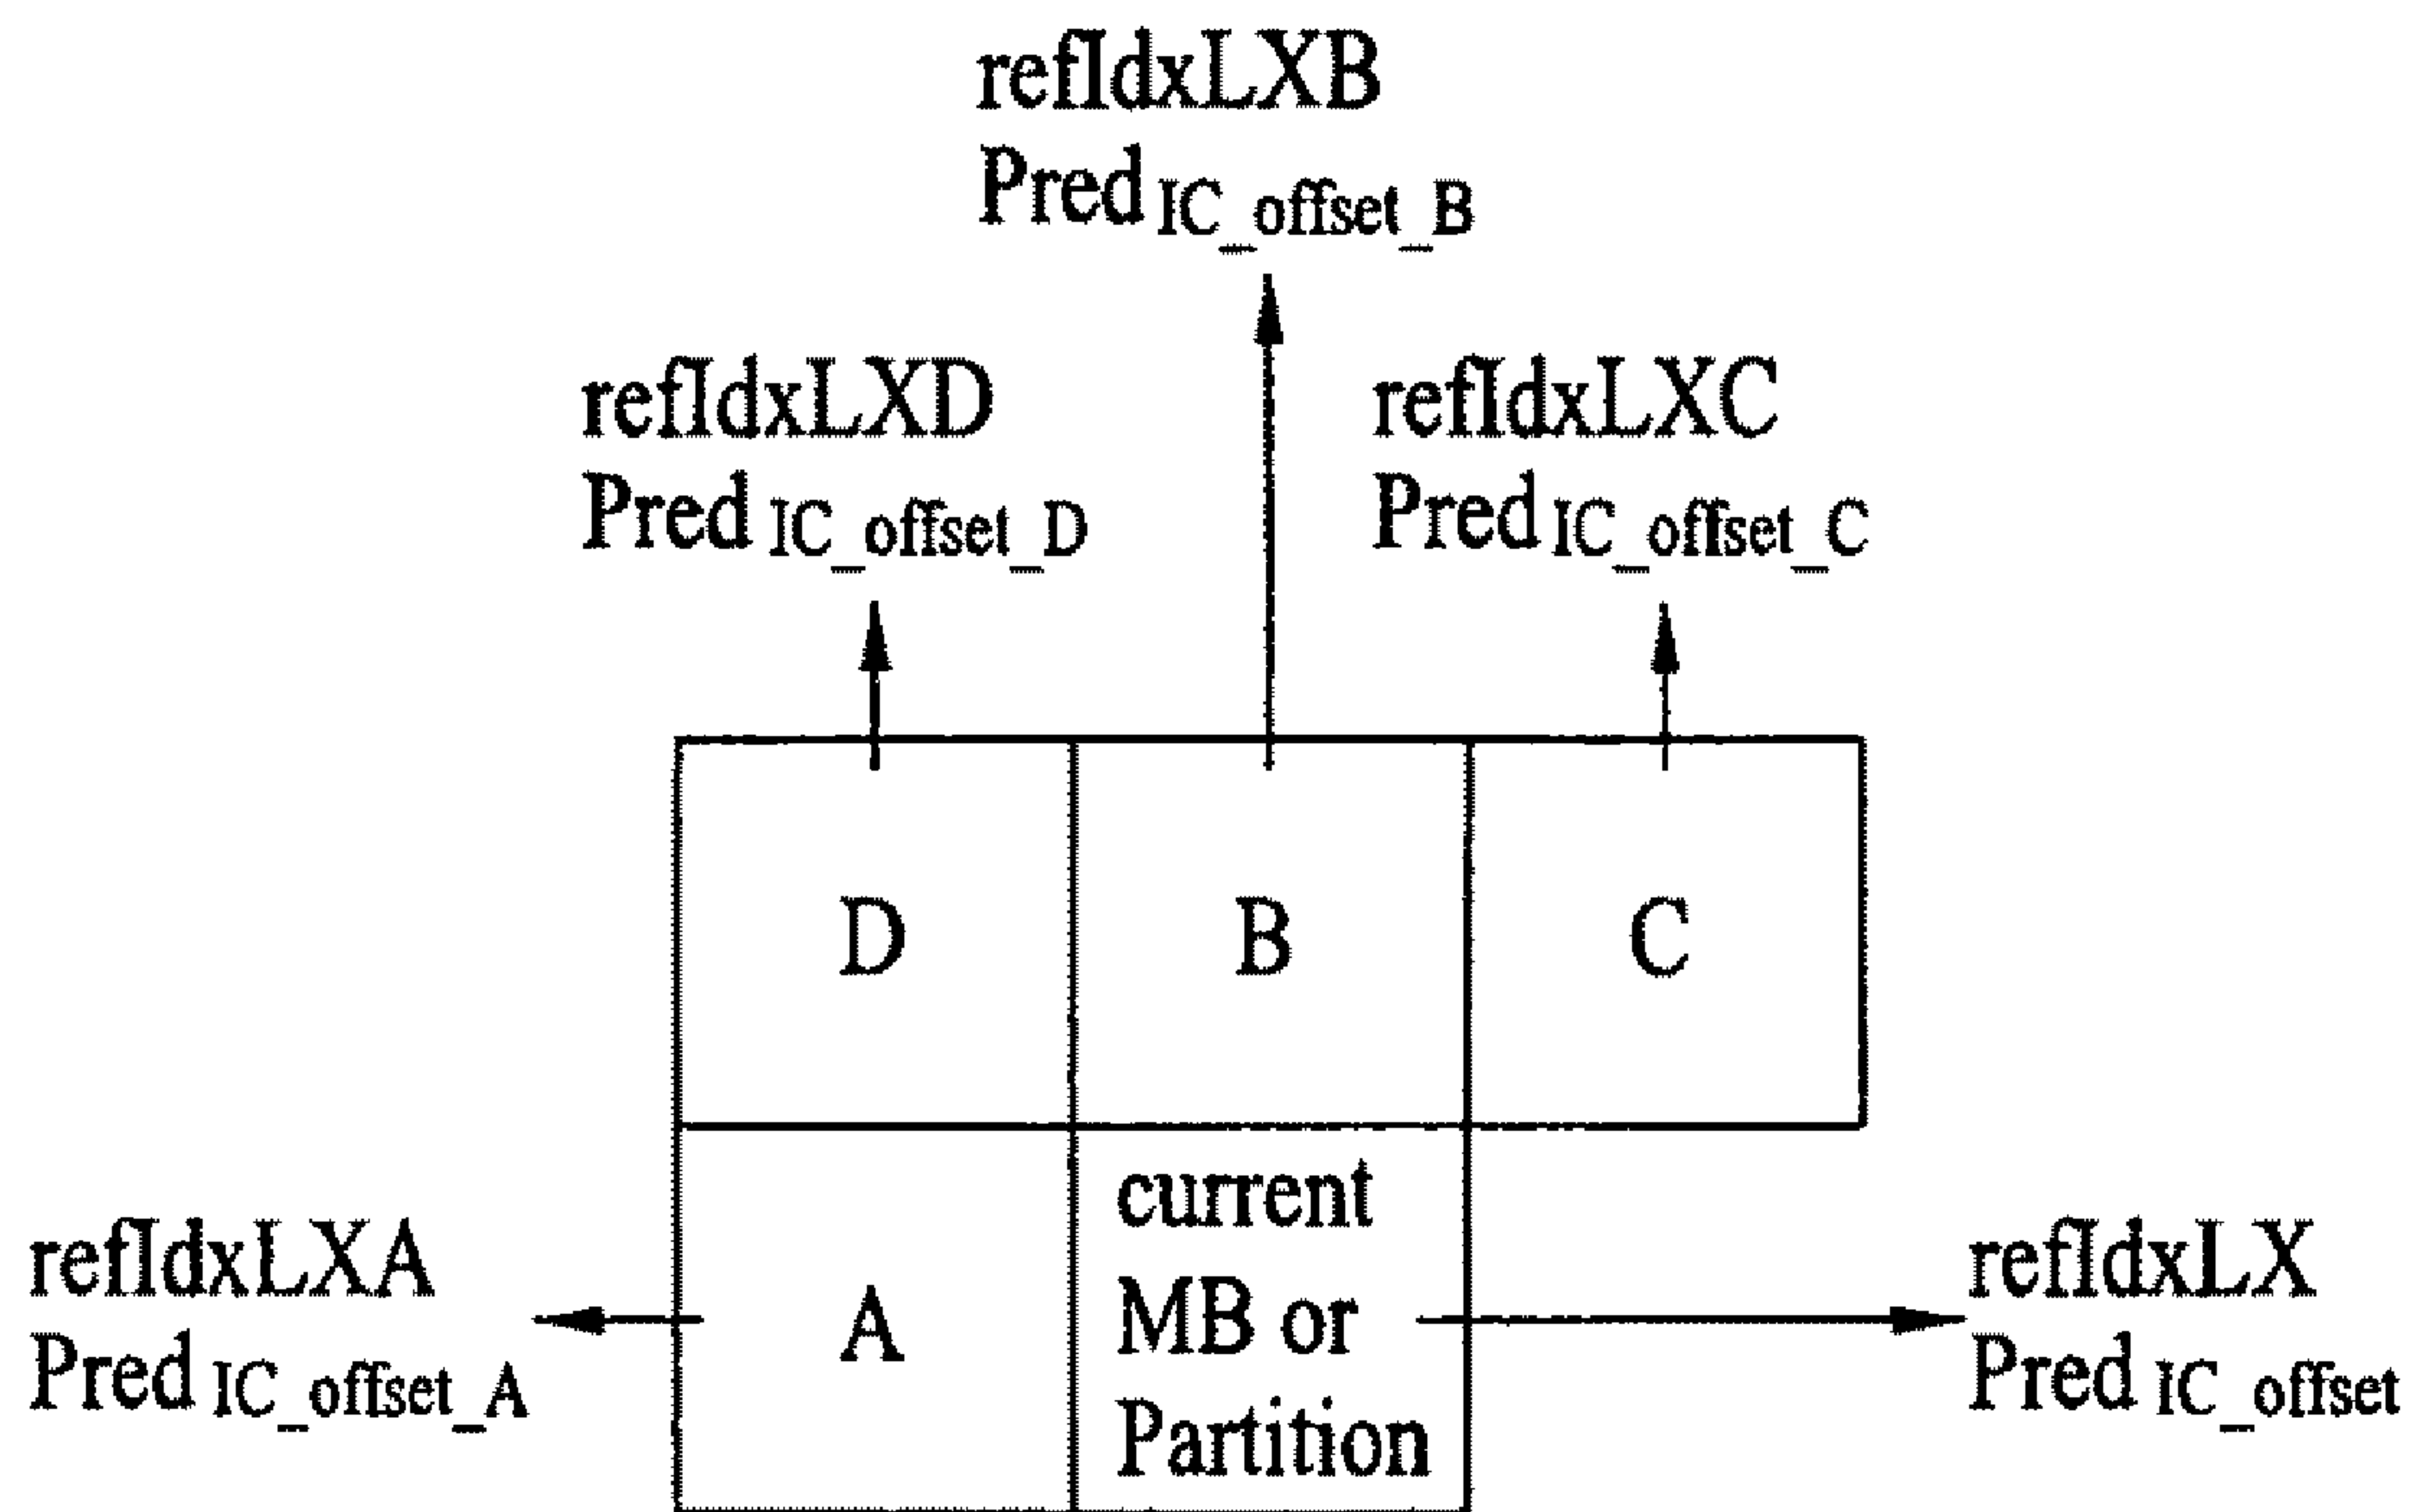 refIdxLXB
Pred IC_offset_B
refIdxLXD
Pred IC_offset_D
refIdxLXC
Pred IC_offset_C
D
B
C
refIdxLXA
Pred IC_offset_A
A
current
MB or
Partition
refIdxLX
Pred IC_offset